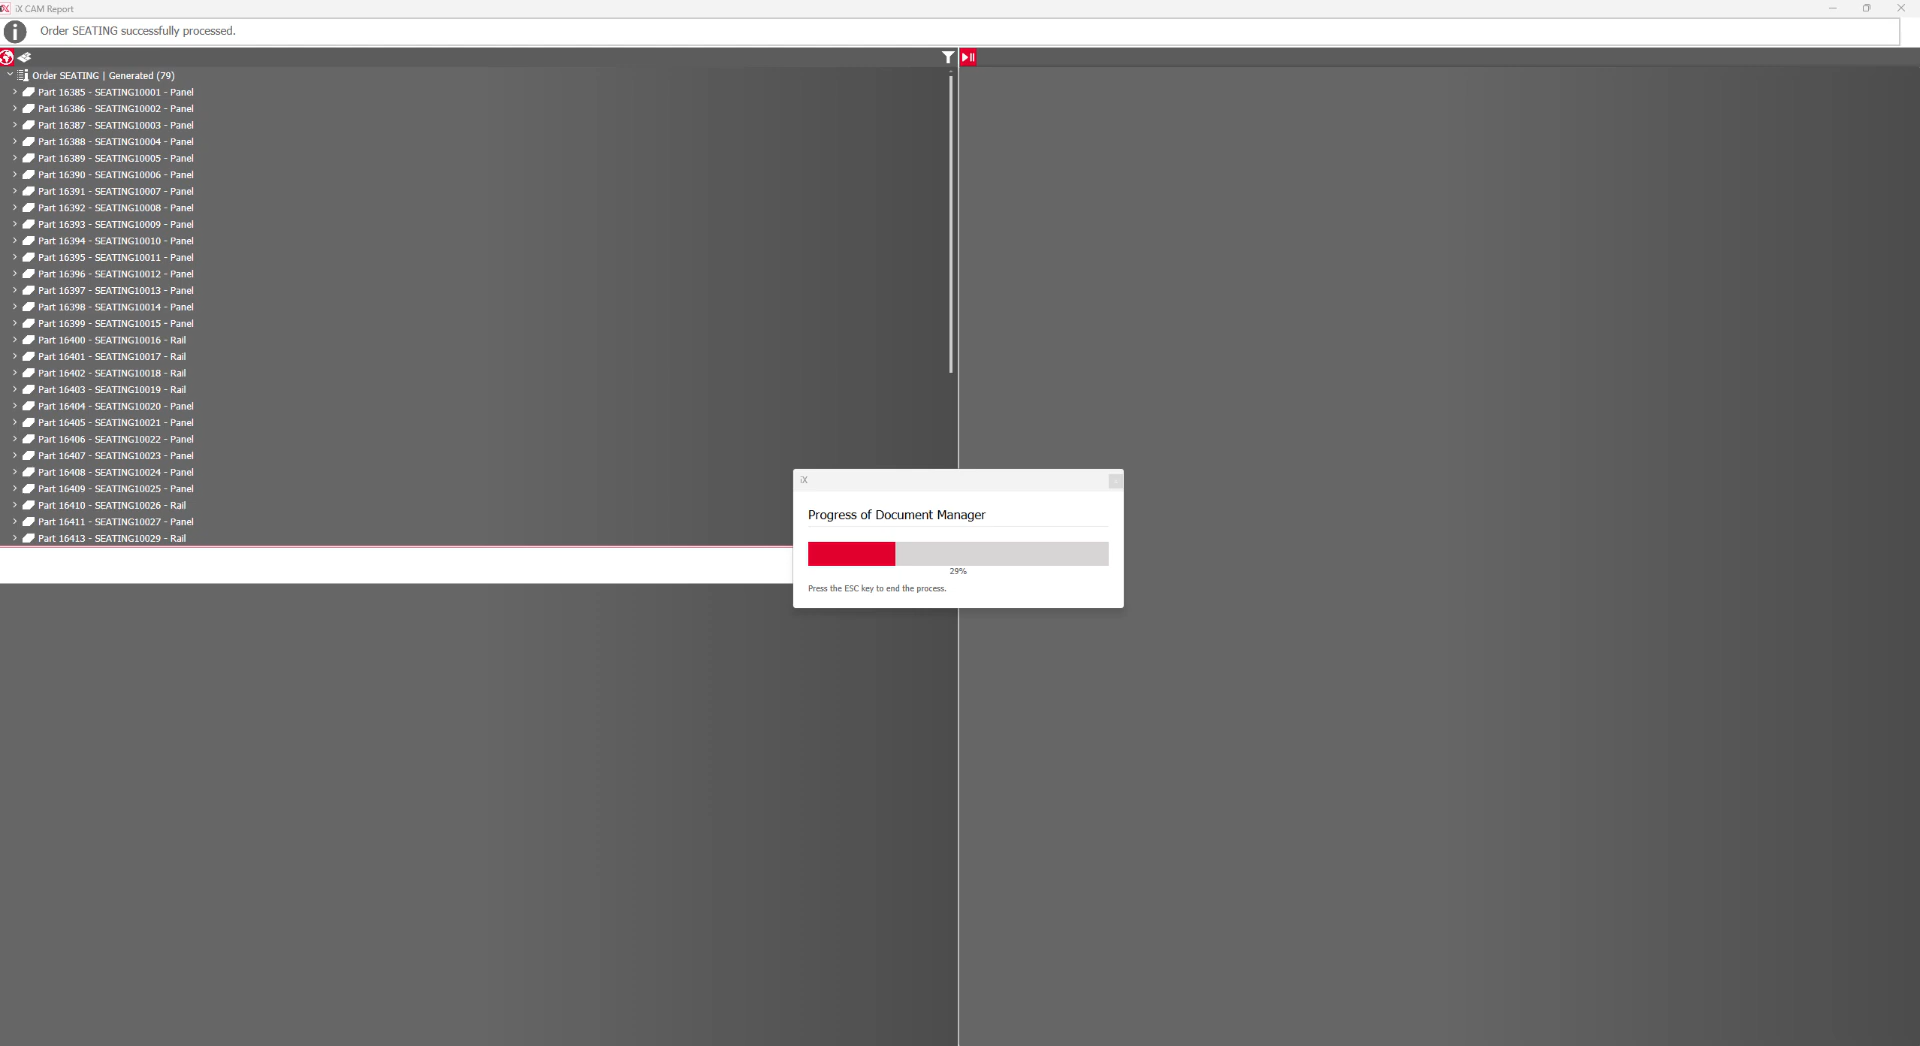 iX CAM Report
Order SEATING successfully processed.
Order SEATING | Generated (79)
Part 16385 - SEATING10001 - Panel
Part 16386 - SEATING10002 - Panel
Part 16387 - SEATING10003 - Panel
Part 16388 - SEATING10004 - Panel
Part 16389 - SEATING10005 - Panel
Part 16390 - SEATING10006 - Panel
Part 16391 - SEATING10007 - Panel
Part 16392 - SEATING10008 - Panel
Part 16393 - SEATING10009 - Panel
Part 16394 - SEATING10010 - Panel
Part 16395 - SEATING10011 - Panel
Part 16396 - SEATING10012 - Panel
Part 16397 - SEATING10013 - Panel
Part 16398 - SEATING10014 - Panel
Part 16399 - SEATING10015 - Panel
Part 16400 - SEATING10016 - Rail
Part 16401 - SEATING10017 - Rail
Part 16402 - SEATING10018 - Rail
Part 16403 - SEATING10019 - Rail
Part 16404 - SEATING10020 - Panel
Part 16405 - SEATING10021 - Panel
Part 16406 - SEATING10022 - Panel
Part 16407 - SEATING10023 - Panel
Part 16408 - SEATING10024 - Panel
Part 16409 - SEATING10025 - Panel
Part 16410 - SEATING10026 - Rail
Part 16411 - SEATING10027 - Panel
Part 16413 - SEATING10029 - Rail
iX
Progress of Document Manager
29%
Press the ESC key to end the process.